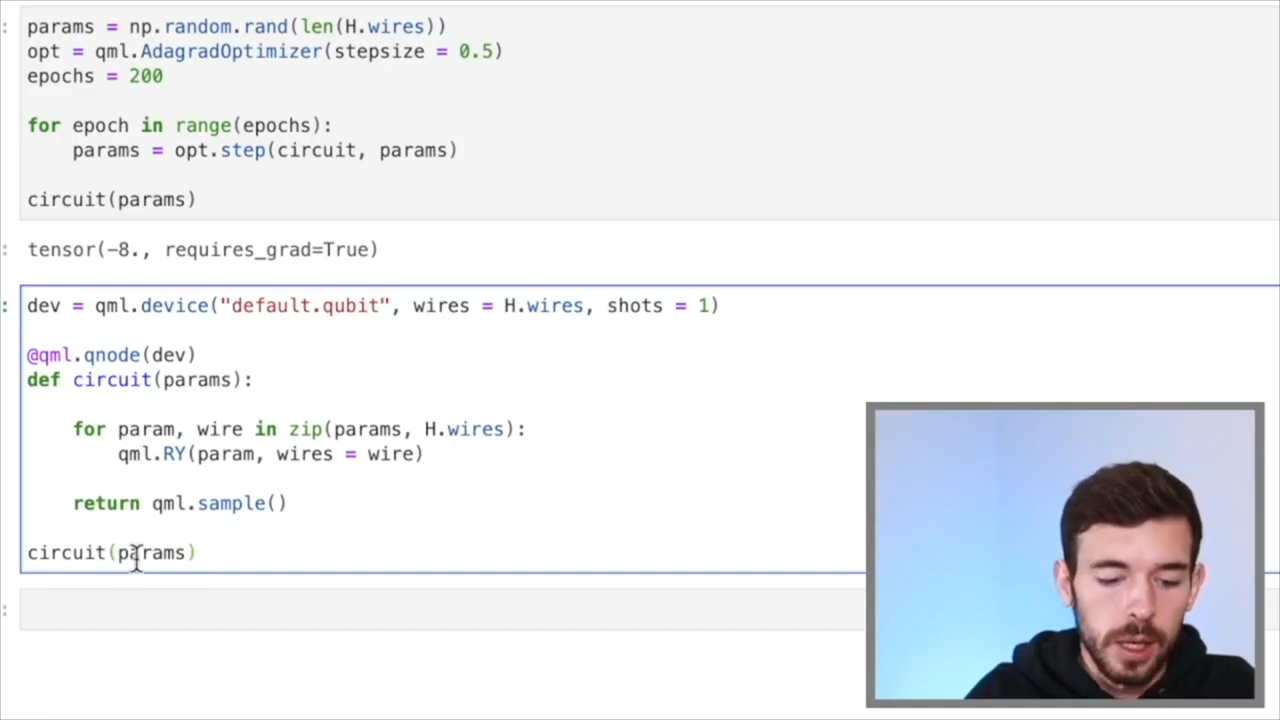 : params = np.random.rand(len(H.wires))
opt = qml.AdagradOptimizer(stepsize = 0.5)
epochs = 200
for epoch in range(epochs):
    params = opt.step(circuit, params)
circuit(params)
: tensor(-8., requires_grad=True)
: dev = qml.device("default.qubit", wires = H.wires, shots = 1)
@qml.qnode(dev)
def circuit(params):
    for param, wire in zip(params, H.wires):
        qml.RY(param, wires = wire)
    return qml.sample()
circuit(params)
: